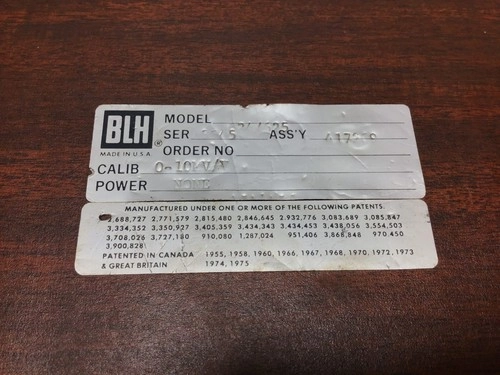 BLH ®
MADE IN U.S.A.
MODEL
SER ASS'Y
ORDER NO
CALIB 0-10MV/V
POWER NONE
MANUFACTURED UNDER ONE OR MORE OF THE FOLLOWING PATENTS.
2,688,727 2,771,579 2,815,480 2,846,645 2,932,776 3,083,689 3,085,847
3,334,352 3,350,927 3,405,359 3,434,343 3,434,453 3,438,056 3,554,503
3,708,026 3,727,180 910,080 1,287,024 951,406 3,866,848 970,450
3,900,828
PATENTED IN CANADA 1955, 1958, 1960, 1966, 1967, 1968, 1970, 1972, 1973
& GREAT BRITAIN 1974, 1975